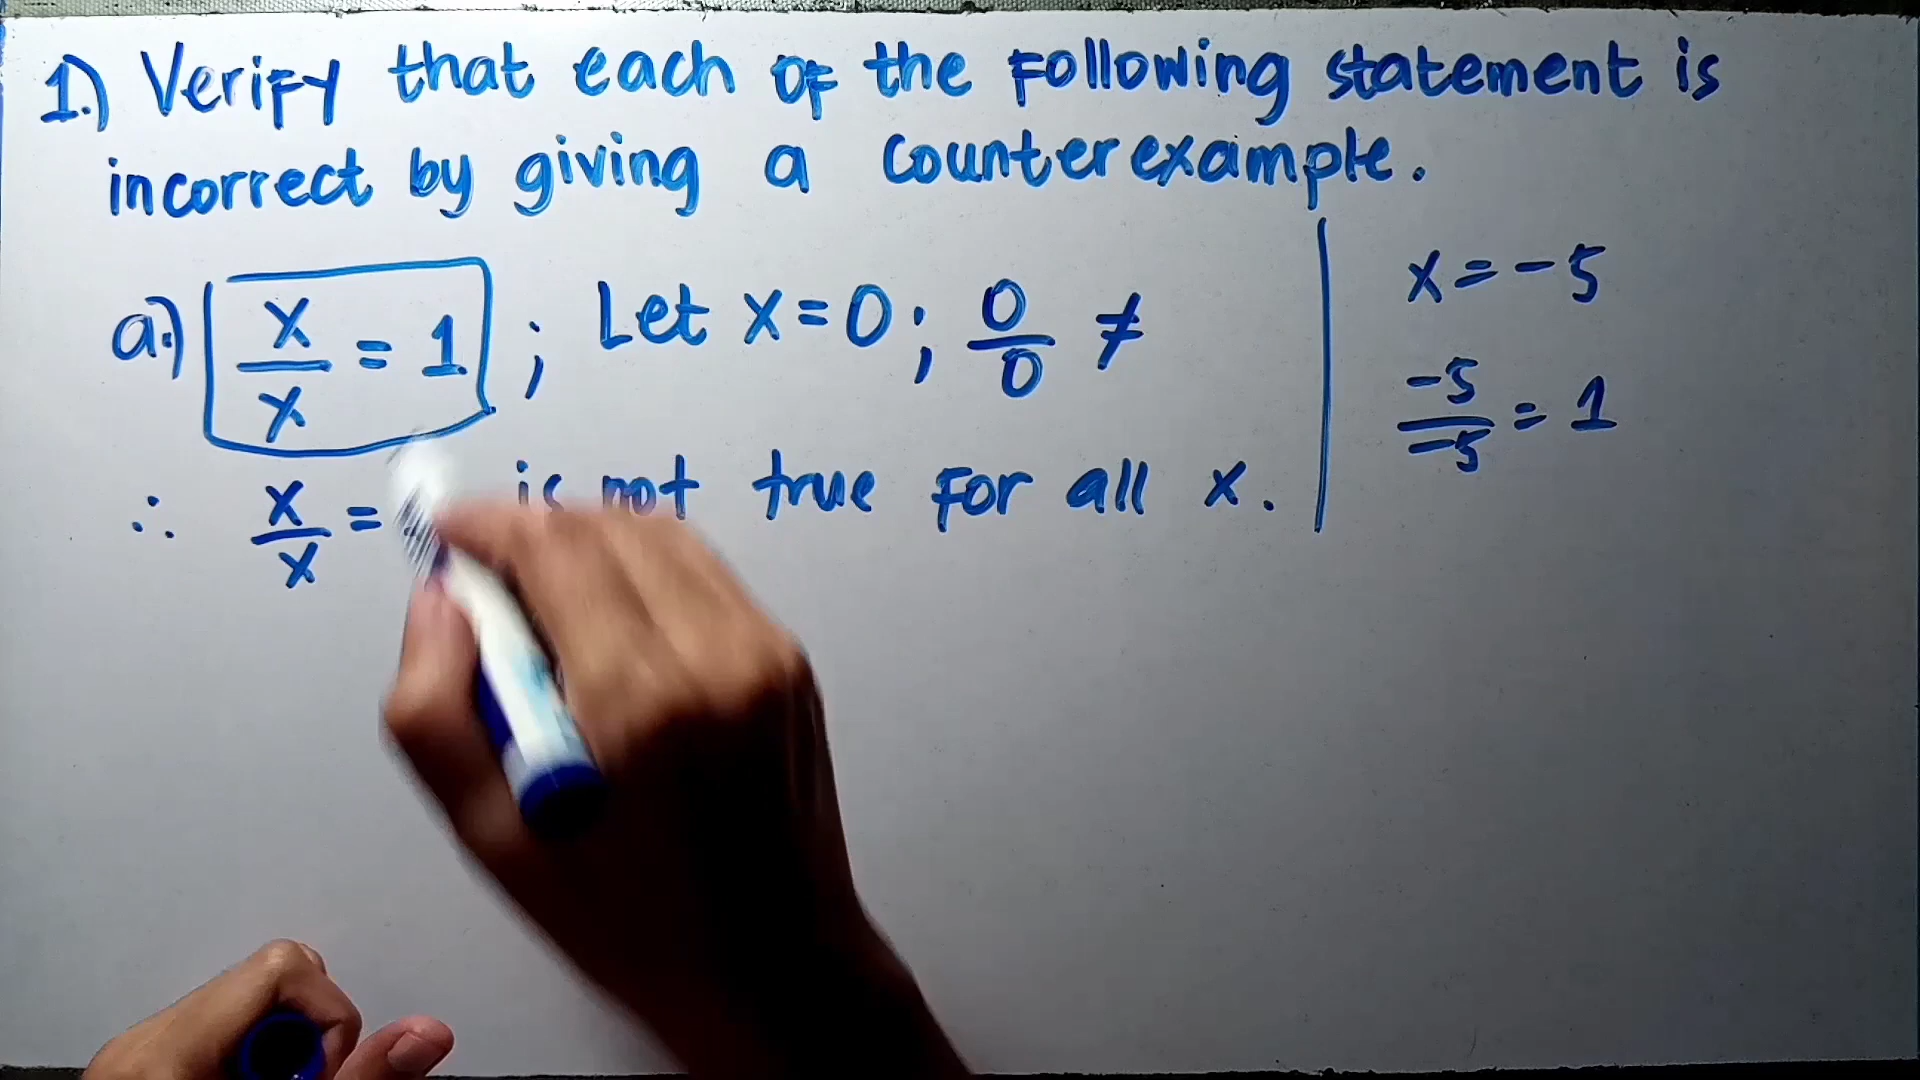 1.) Verify that each of the following statement is
incorrect by giving a counterexample.
a.) x/x = 1 ; Let x = 0 ; 0/0 ≠
∴ x/x = is not true for all x.
x = -5
-5/-5 = 1